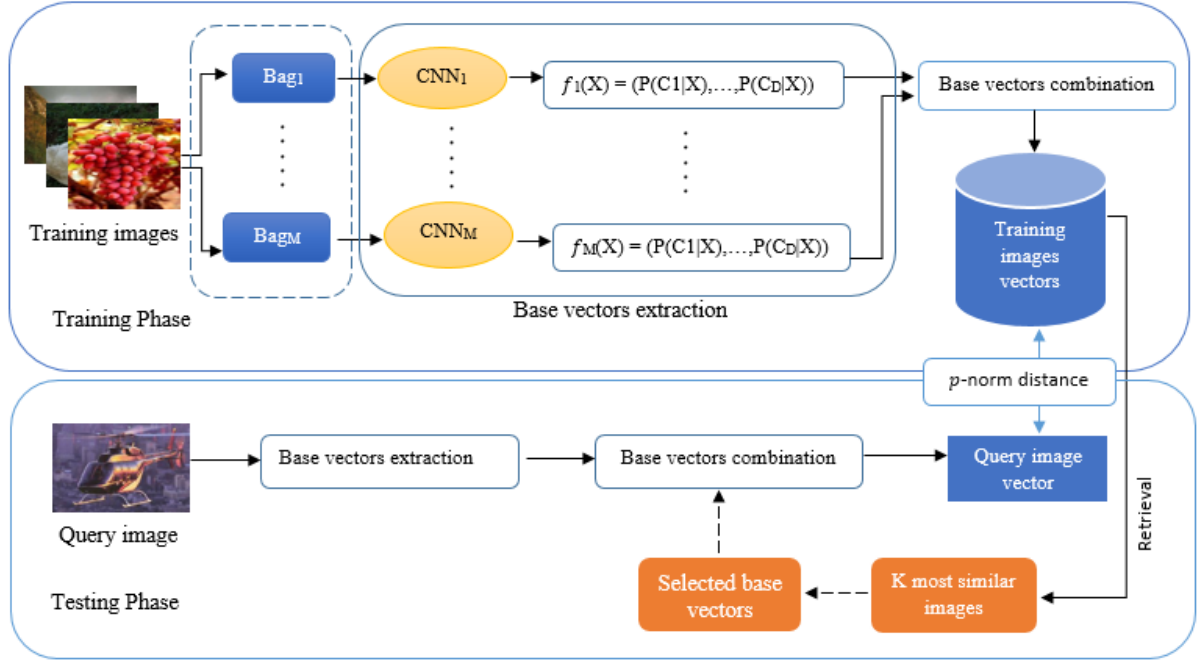 Bag1
CNN1
f1(X) = (P(C1|X),…,P(CD|X))
Base vectors combination
Training images
BagM
CNNM
fM(X) = (P(C1|X),…,P(CD|X))
Training
images
vectors
Training Phase
Base vectors extraction
p-norm distance
Query image
Base vectors extraction
Base vectors combination
Query image
vector
Retrieval
Testing Phase
Selected base
vectors
K most similar
images